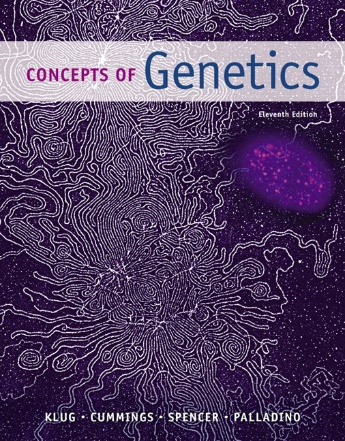 CONCEPTS OF Genetics
Eleventh Edition
KLUG • CUMMINGS • SPENCER • PALLADINO